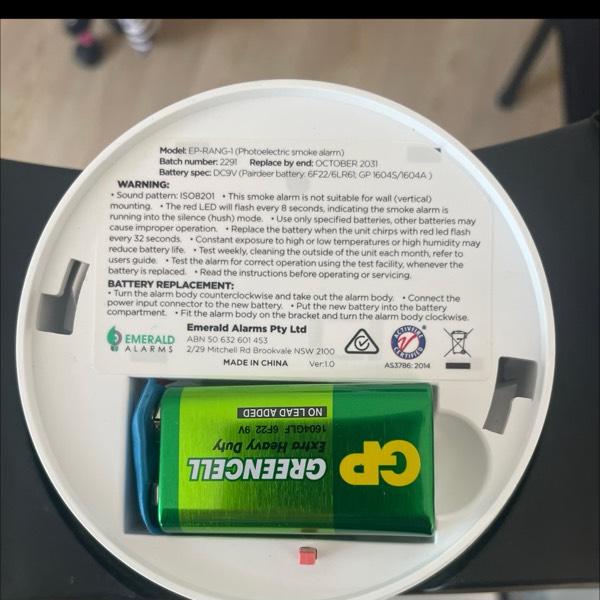 Model: EP-RANG-1 (Photoelectric smoke alarm)
Batch number: 2291 Replace by end: OCTOBER 2031
Battery spec: DC9V (Pairdeer battery: 6F22/6LR61; GP 1604S/1604A )
WARNING:
• Sound pattern: ISO8201 • This smoke alarm is not suitable for wall (vertical)
mounting. • The red LED will flash every 8 seconds, indicating the smoke alarm is
running into the silence (hush) mode. • Use only specified batteries, other batteries may
cause improper operation. • Replace the battery when the unit chirps with red led flash
every 32 seconds. • Constant exposure to high or low temperatures or high humidity may
reduce battery life. • Test weekly, cleaning the outside of the unit each month, refer to
users guide. • Test the alarm for correct operation using the test facility, whenever the
battery is replaced. • Read the instructions before operating or servicing.
BATTERY REPLACEMENT:
• Turn the alarm body counterclockwise and take out the alarm body. • Connect the
power input connector to the new battery. • Put the new battery into the battery
compartment. • Fit the alarm body on the bracket and turn the alarm body clockwise.
EMERALD
ALARMS
Emerald Alarms Pty Ltd
ABN 50 632 601 453
2/29 Mitchell Rd Brookvale NSW 2100
MADE IN CHINA Ver:1.0
ACTIVFIRE
VERIFIED
AS3786: 2014
GP
GREENCELL
Extra Heavy Duty
1604GLF 6F22 9V
NO LEAD ADDED